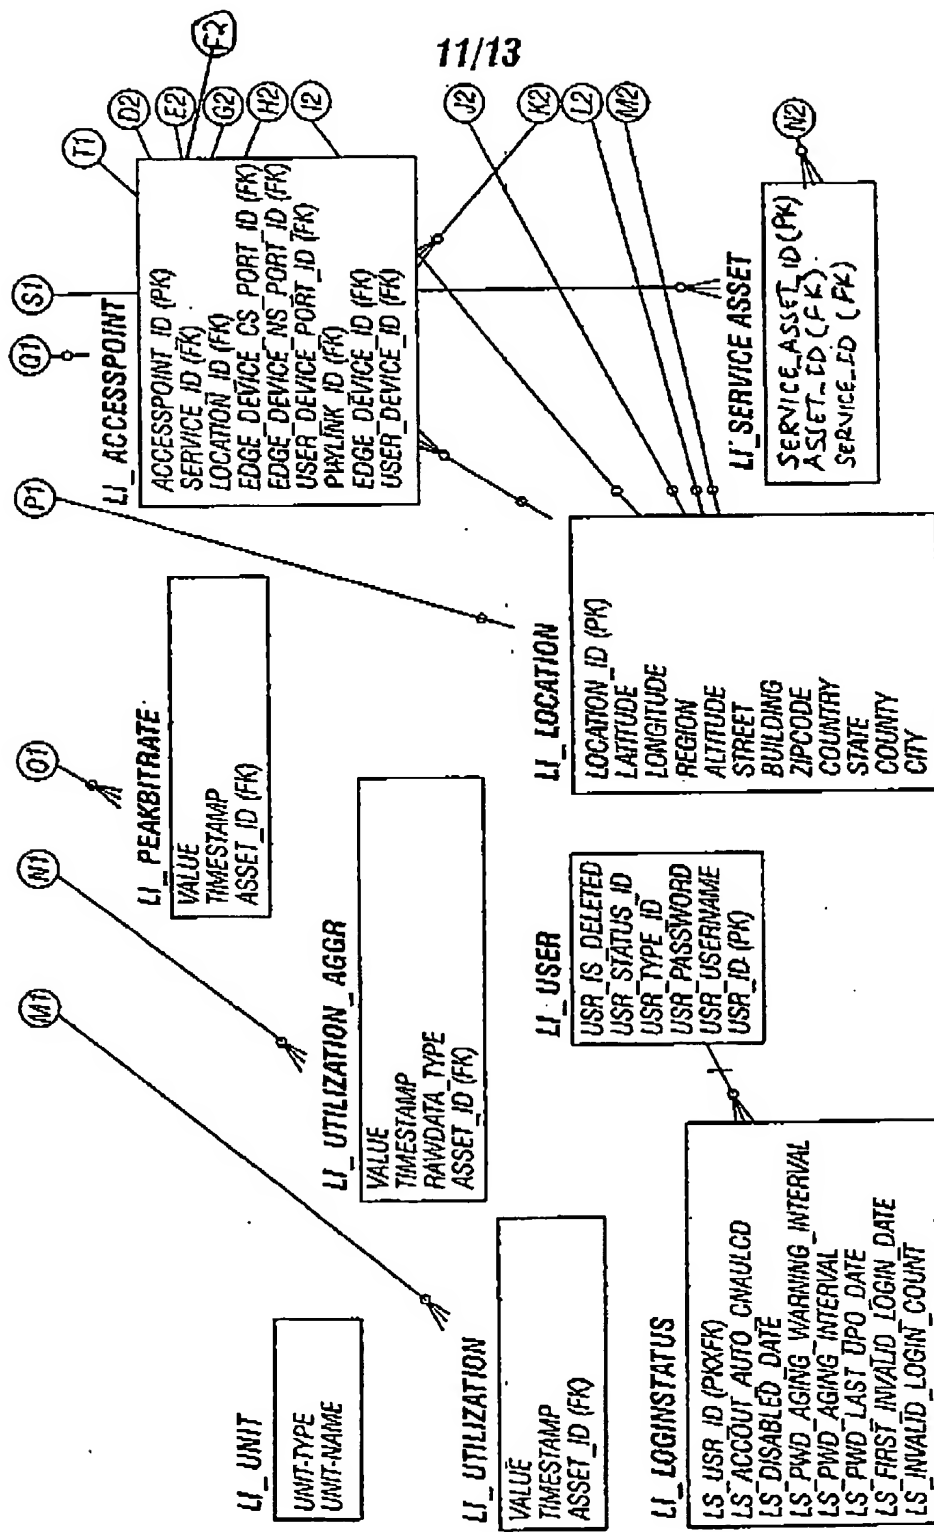 11/13
M1
N1
O1
P1
Q1
S1
T1
D2
E2
F2
G2
H2
I2
J2
K2
L2
M2
N2
LI_UNIT
UNIT-TYPE
UNIT-NAME
LI_UTILIZATION
VALUE
TIMESTAMP
ASSET_ID (FK)
LI_UTILIZATION_AGGR
VALUE
TIMESTAMP
RAWDATA_TYPE
ASSET_ID (FK)
LI_PEAKBITRATE
VALUE
TIMESTAMP
ASSET_ID (FK)
LI_ACCESSPOINT
ACCESSPOINT_ID (PK)
SERVICE_ID (FK)
LOCATION_ID (FK)
EDGE_DEVICE_CS_PORT_ID (FK)
EDGE_DEVICE_NS_PORT_ID (FK)
USER_DEVICE_PORT_ID (FK)
PWYLINK_ID (FK)
EDGE_DEVICE_ID (FK)
USER_DEVICE_ID (FK)
LI_LOGINSTATUS
LS_USR_ID (PKXFK)
LS_ACCOUT_AUTO_CNAULCD
LS_DISABLED_DATE
LS_PWD_AGING_WARNING_INTERVAL
LS_PWD_AGING_INTERVAL
LS_PWD_LAST_UPO_DATE
LS_FIRST_INVALID_LOGIN_DATE
LS_INVALID_LOGIN_COUNT
LI_USER
USR_IS_DELETED
USR_STATUS_ID
USR_TYPE_ID
USR_PASSWORD
USR_USERNAME
USR_ID (PK)
LI_LOCATION
LOCATION_ID (PK)
LATITUDE
LONGITUDE
REGION
ALTITUDE
STREET
BUILDING
ZIPCODE
COUNTRY
STATE
COUNTY
CITY
LI_SERVICE ASSET
SERVICE_ASSET_ID (PK)
ASSET_ID (FK)
SERVICE_ID (FK)